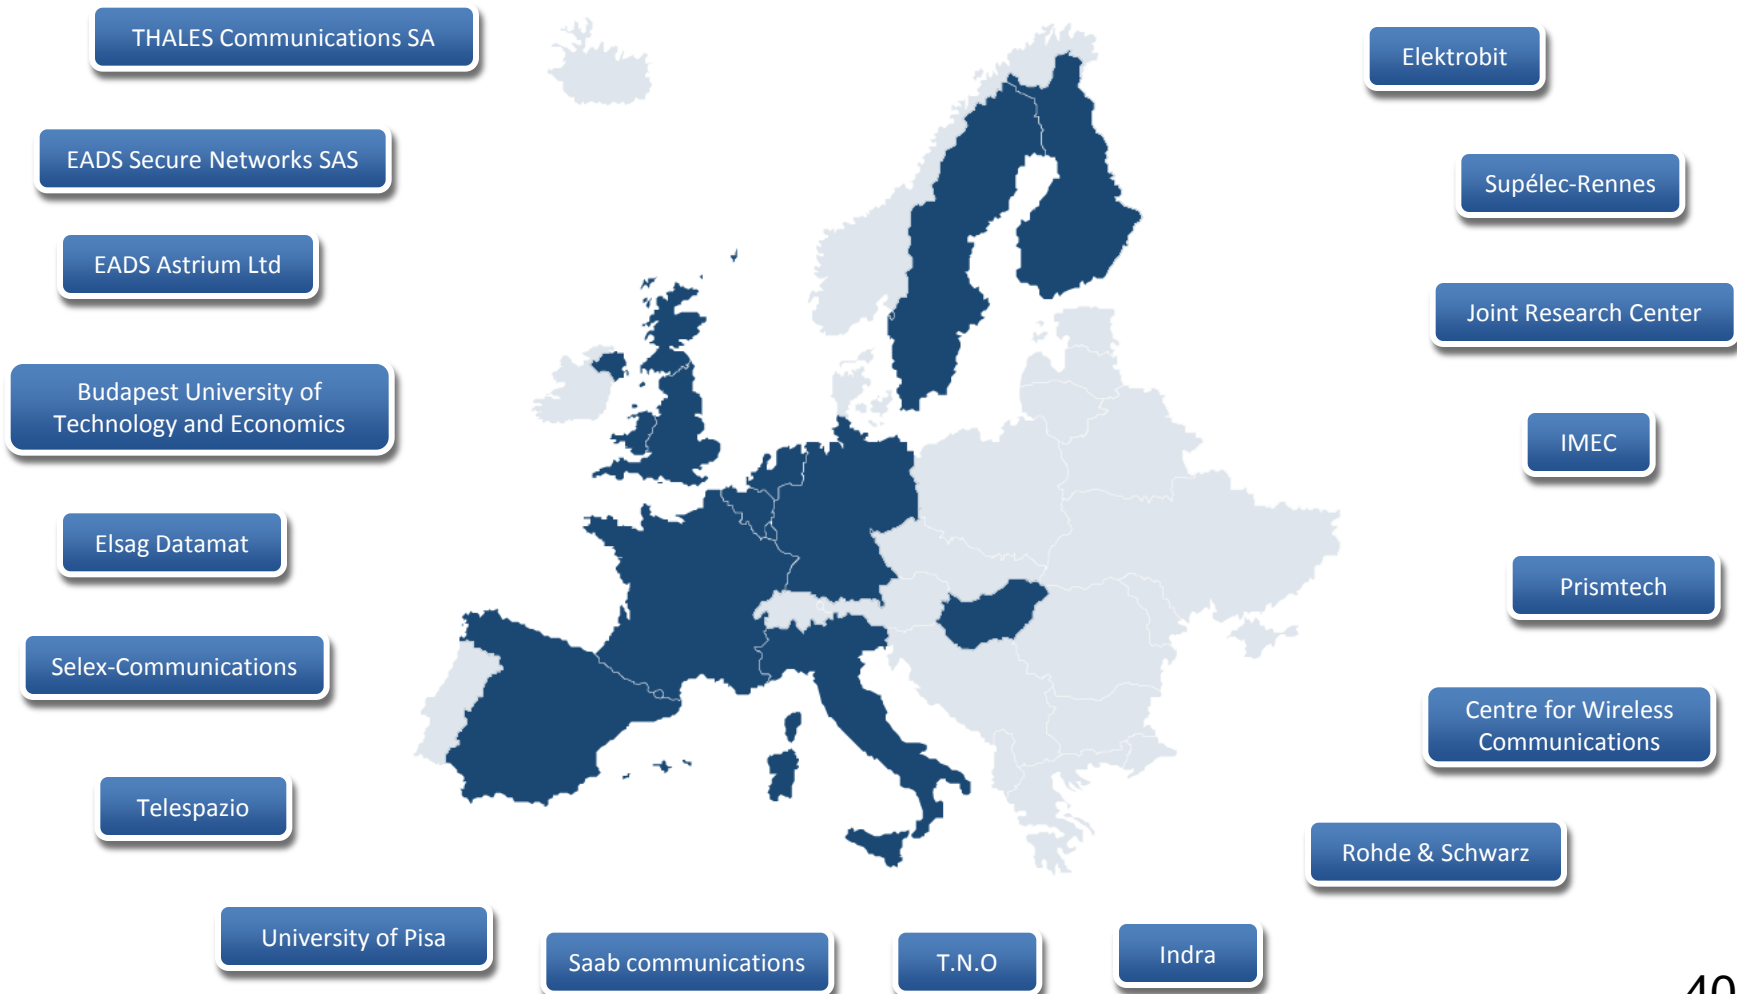 THALES Communications SA
Elektrobit
EADS Secure Networks SAS
Supélec-Rennes
EADS Astrium Ltd
Joint Research Center
Budapest University of
Technology and Economics
IMEC
Elsag Datamat
Prismtech
Selex-Communications
Centre for Wireless
Communications
Telespazio
Rohde & Schwarz
University of Pisa
Saab communications
T.N.O
Indra
40